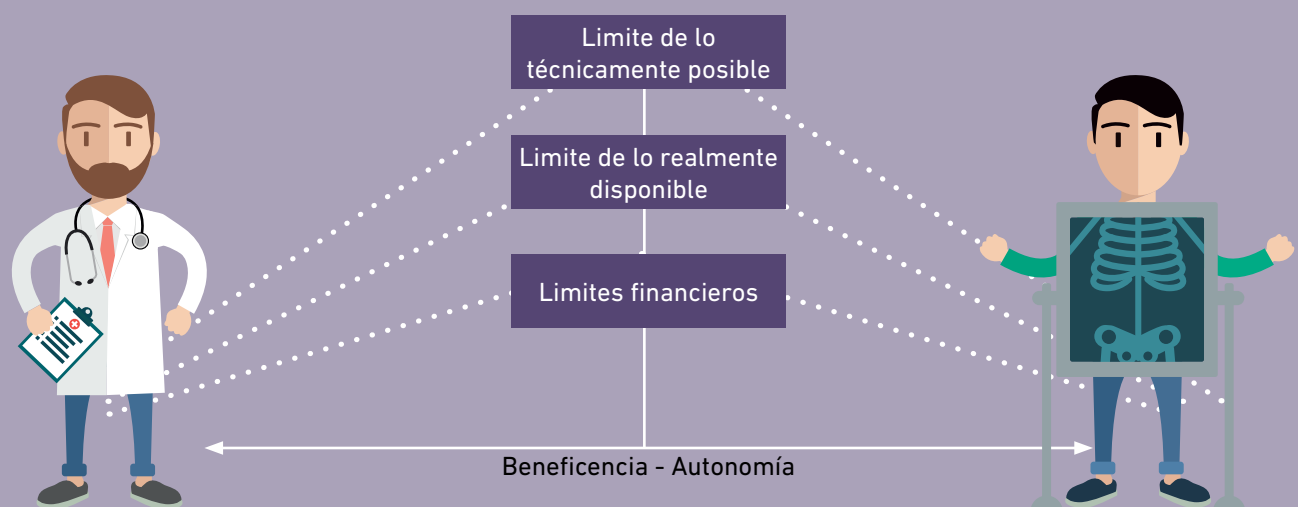 Limite de lo
técnicamente posible
Limite de lo realmente
disponible
Limites financieros
Beneficencia - Autonomía